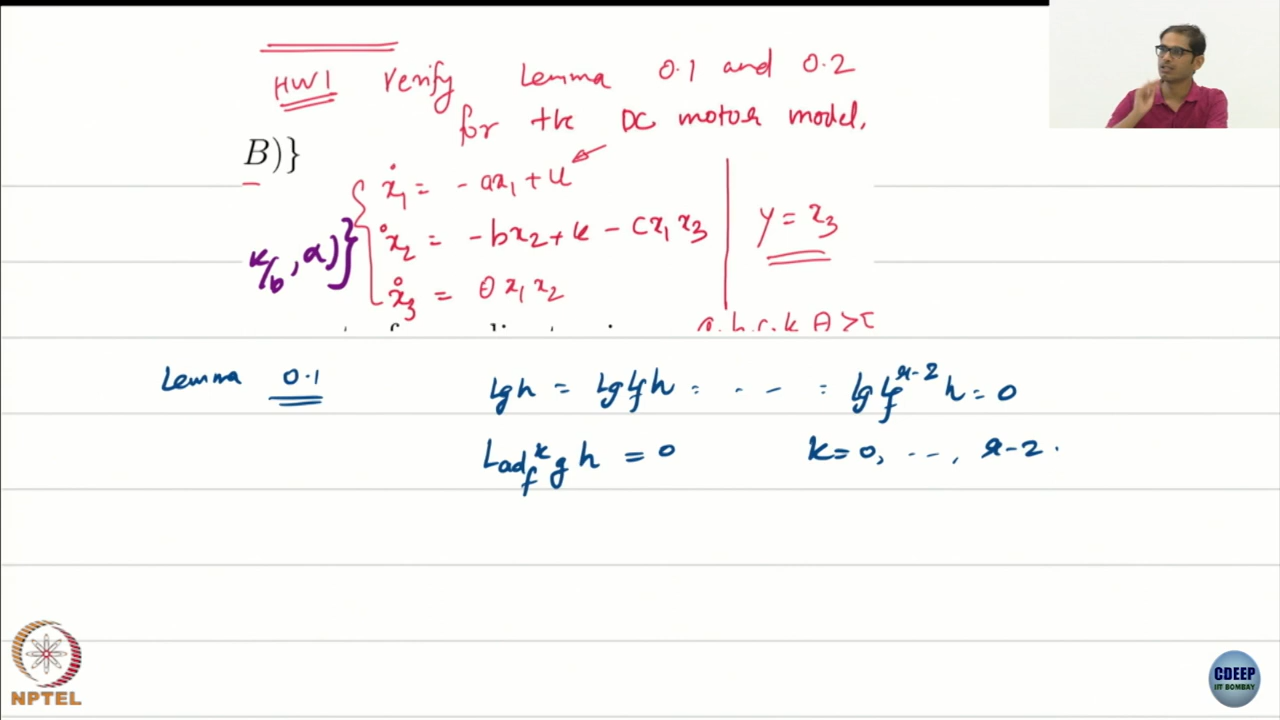 HW1 Verify Lemma 0.1 and 0.2
for the DC motor model.
B)}
ẋ₁ = - ax₁ + u
k/b, a)}
ẋ₂ = -bx₂ + k - cx₁x₃
y = x₃
ẋ₃ = θx₁x₂
Lemma 0.1
Lgh = LgLfh = . . - - : LgLf^{r-2}h = 0
L_{ad_f^k g} h = 0 k = 0, . . - , r-2.
NPTEL
CDEEP
IIT BOMBAY